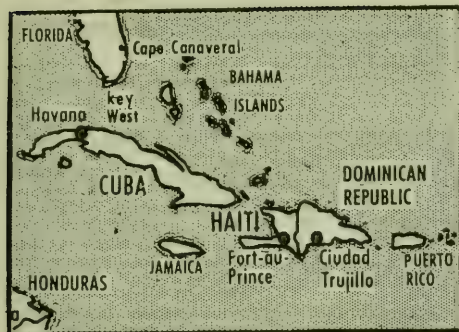 FLORIDA
Cape Canaveral
BAHAMA
ISLANDS
key
West
Havana
CUBA
DOMINICAN
REPUBLIC
HAITI
JAMAICA
Fort-au-
Prince
Ciudad
Trujillo
PUERTO
RICO
HONDURAS